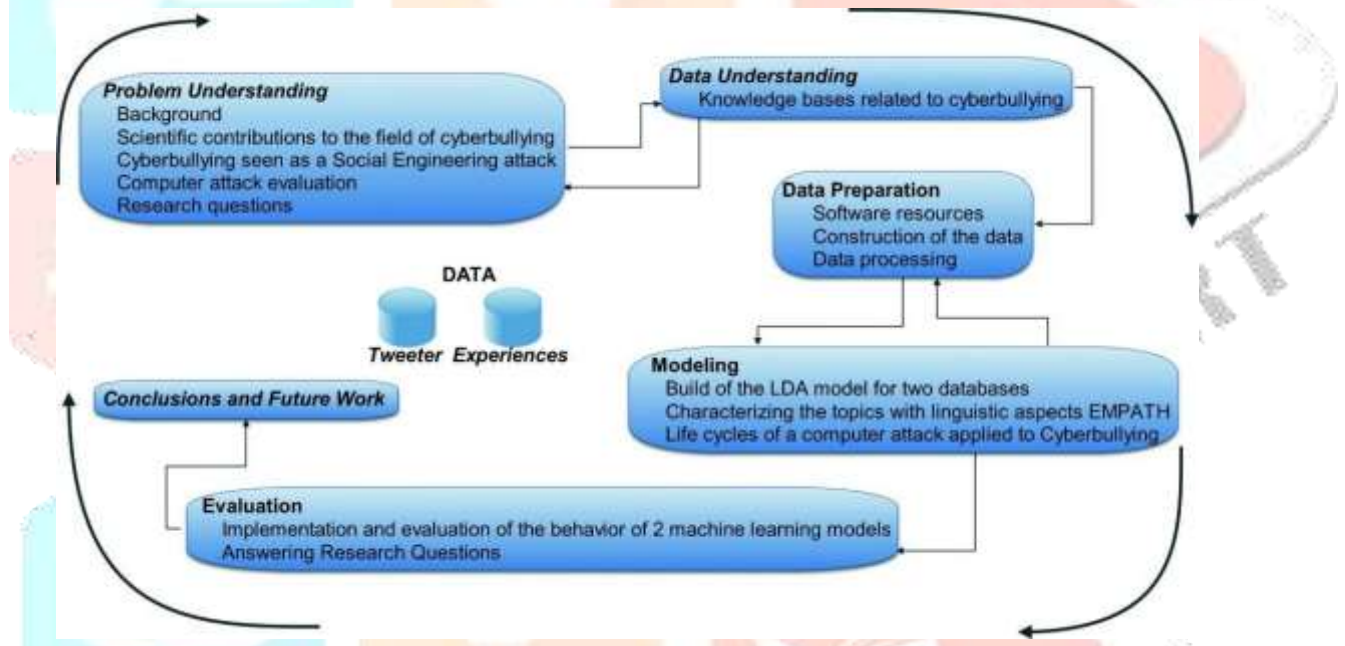 Problem Understanding
Background
Scientific contributions to the field of cyberbullying
Cyberbullying seen as a Social Engineering attack
Computer attack evaluation
Research questions
Data Understanding
Knowledge bases related to cyberbullying
Data Preparation
Software resources
Construction of the data
Data processing
DATA
Tweeter Experiences
Modeling
Build of the LDA model for two databases
Characterizing the topics with linguistic aspects EMPATH
Life cycles of a computer attack applied to Cyberbullying
Evaluation
Implementation and evaluation of the behavior of 2 machine learning models
Answering Research Questions
Conclusions and Future Work